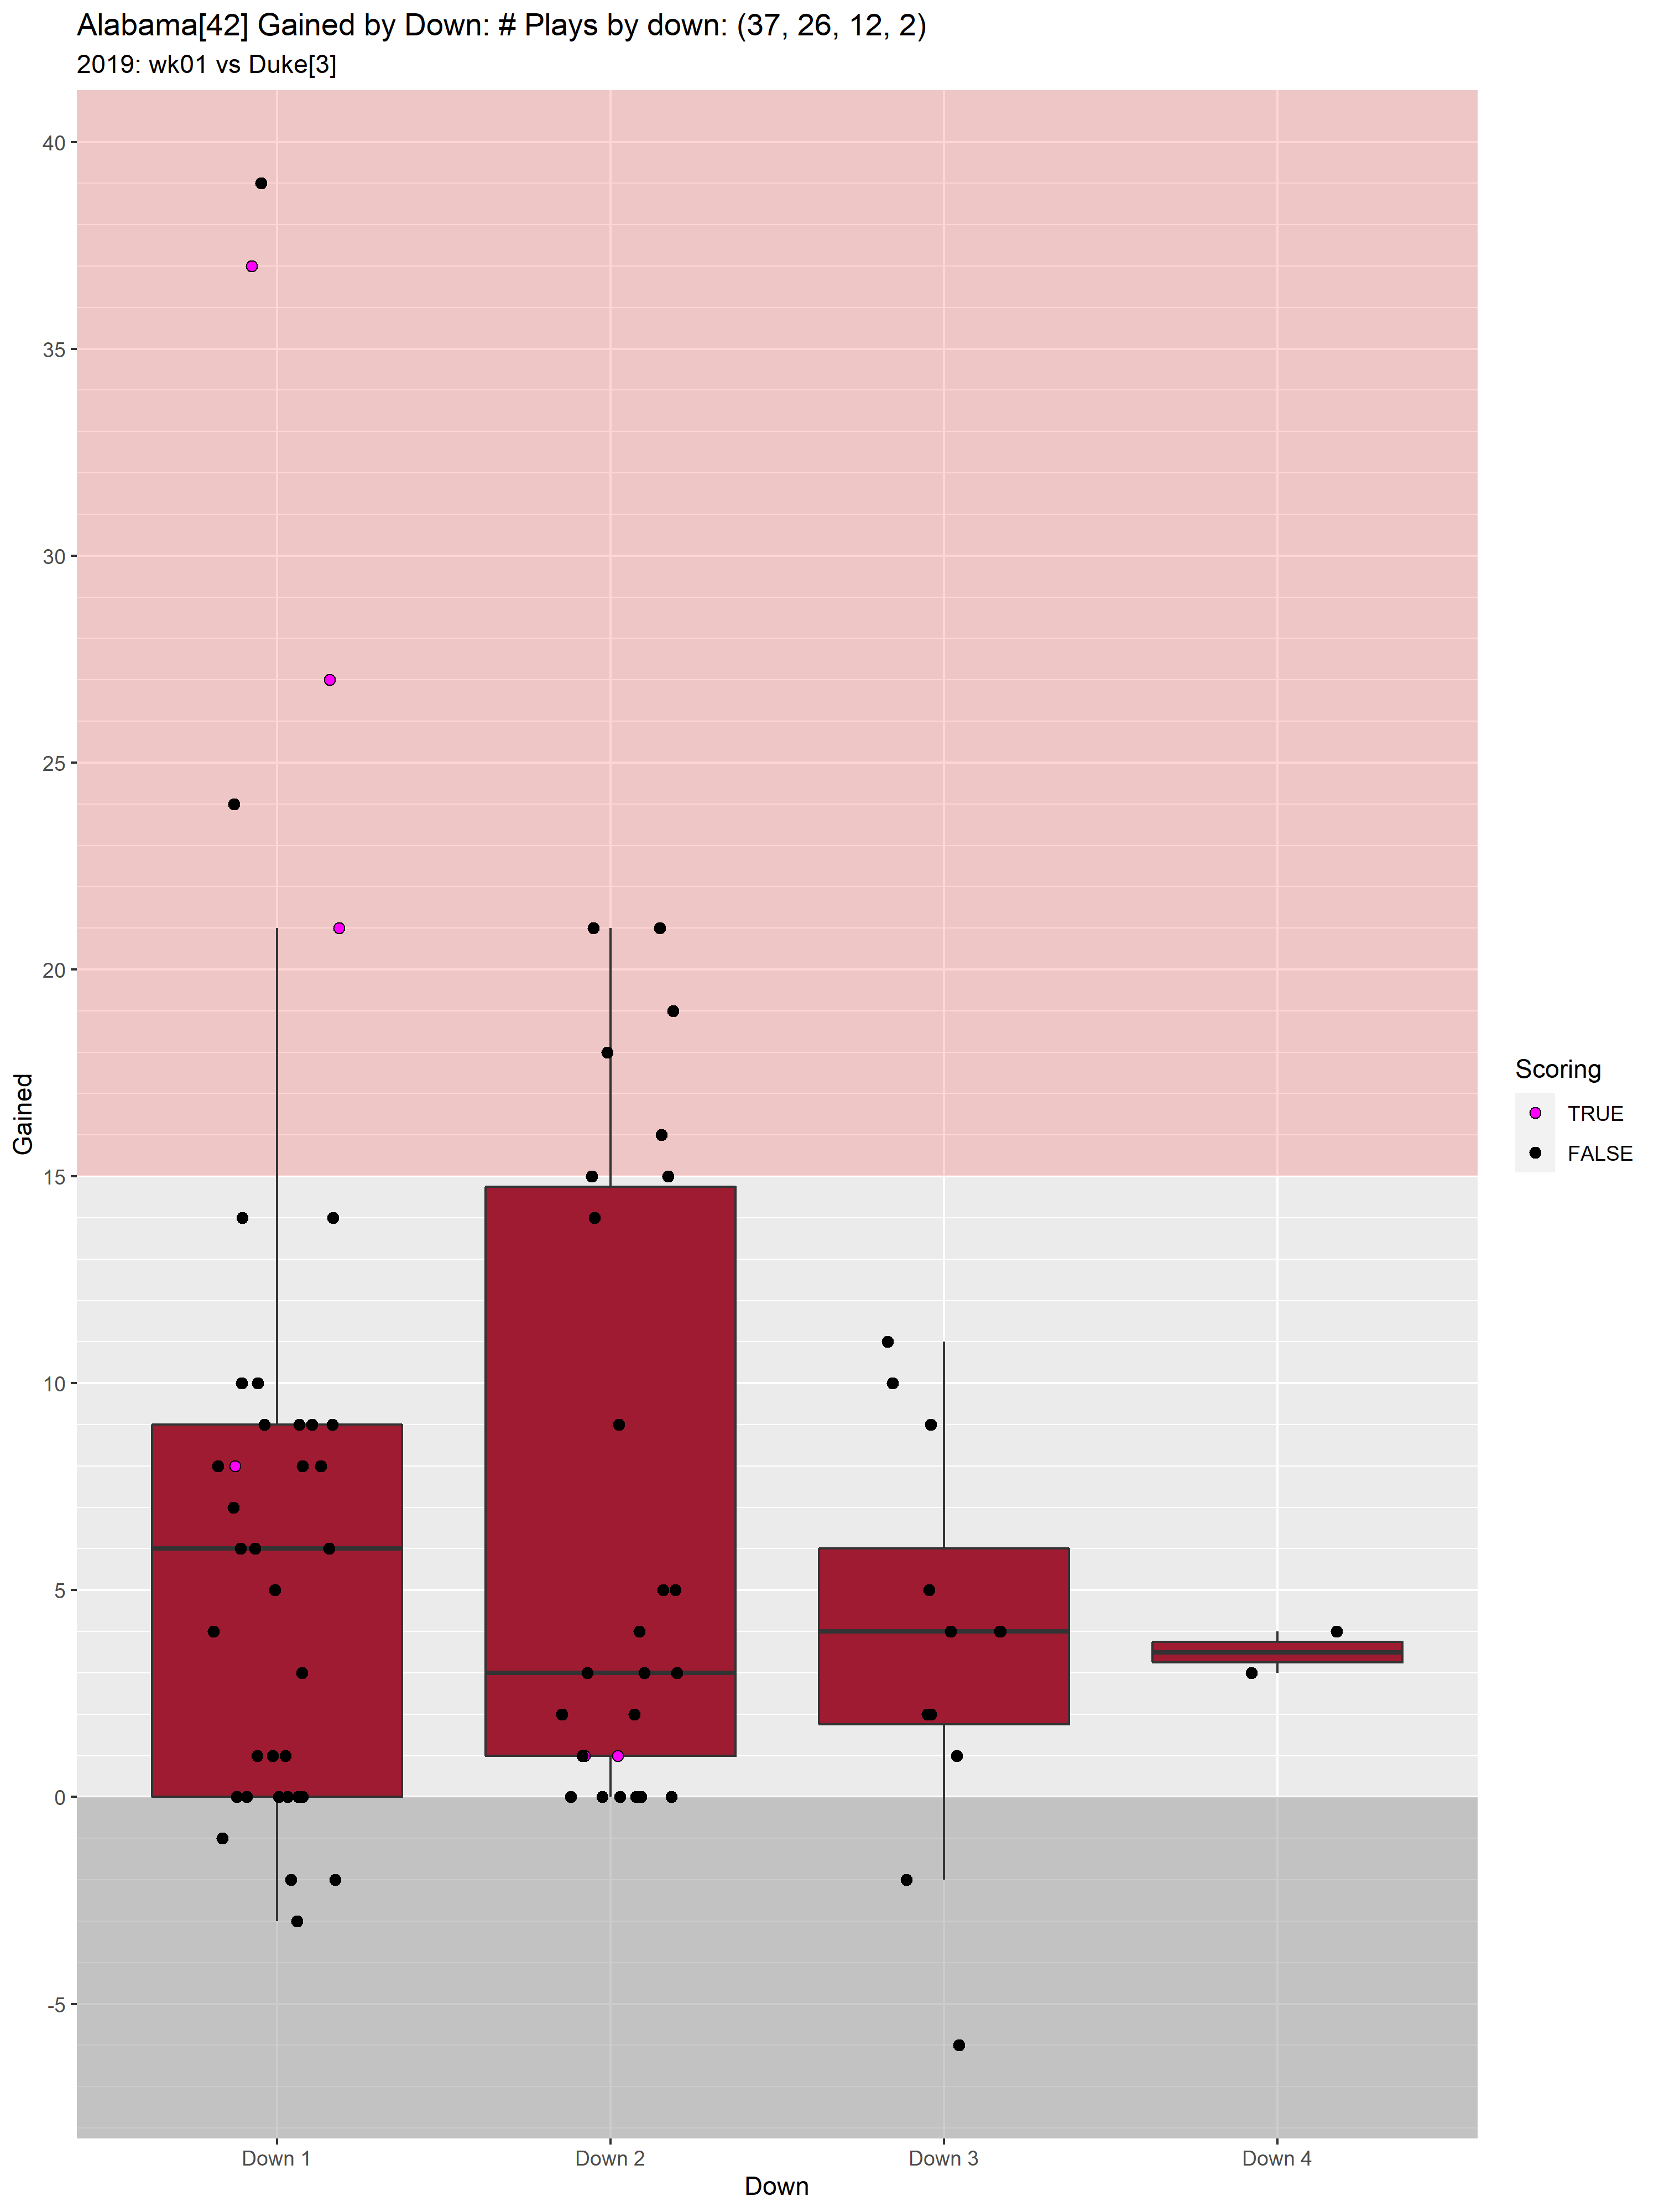 Alabama[42] Gained by Down: # Plays by down: (37, 26, 12, 2)
2019: wk01 vs Duke[3]
40
35
30
25
20
15
10
5
0
-5
Gained
Down 1
Down 2
Down 3
Down 4
Down
Scoring
TRUE
FALSE